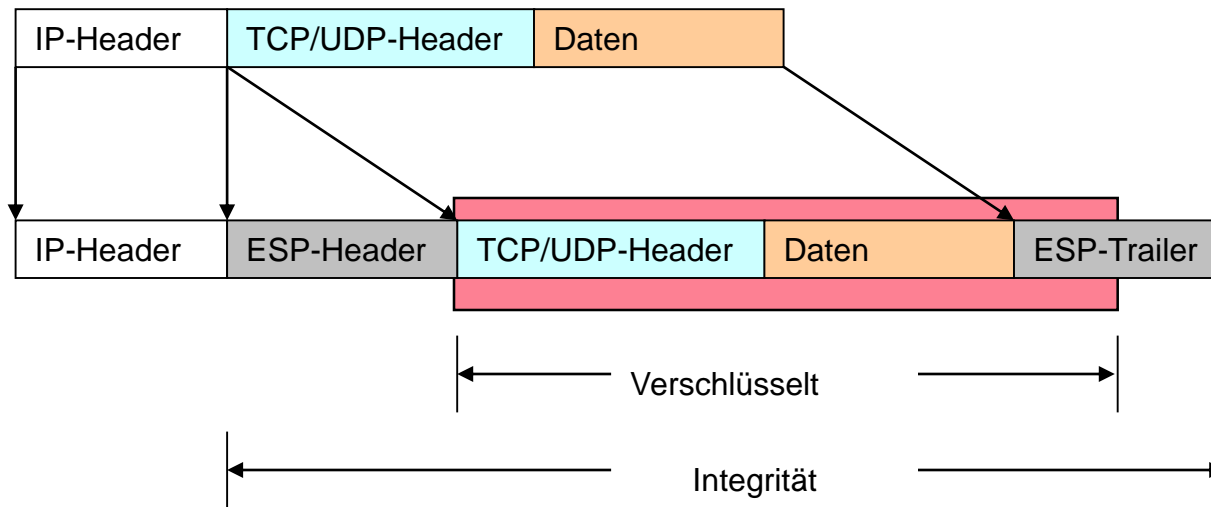 IP-Header TCP/UDP-Header Daten
IP-Header ESP-Header TCP/UDP-Header Daten ESP-Trailer
Verschlüsselt
Integrität